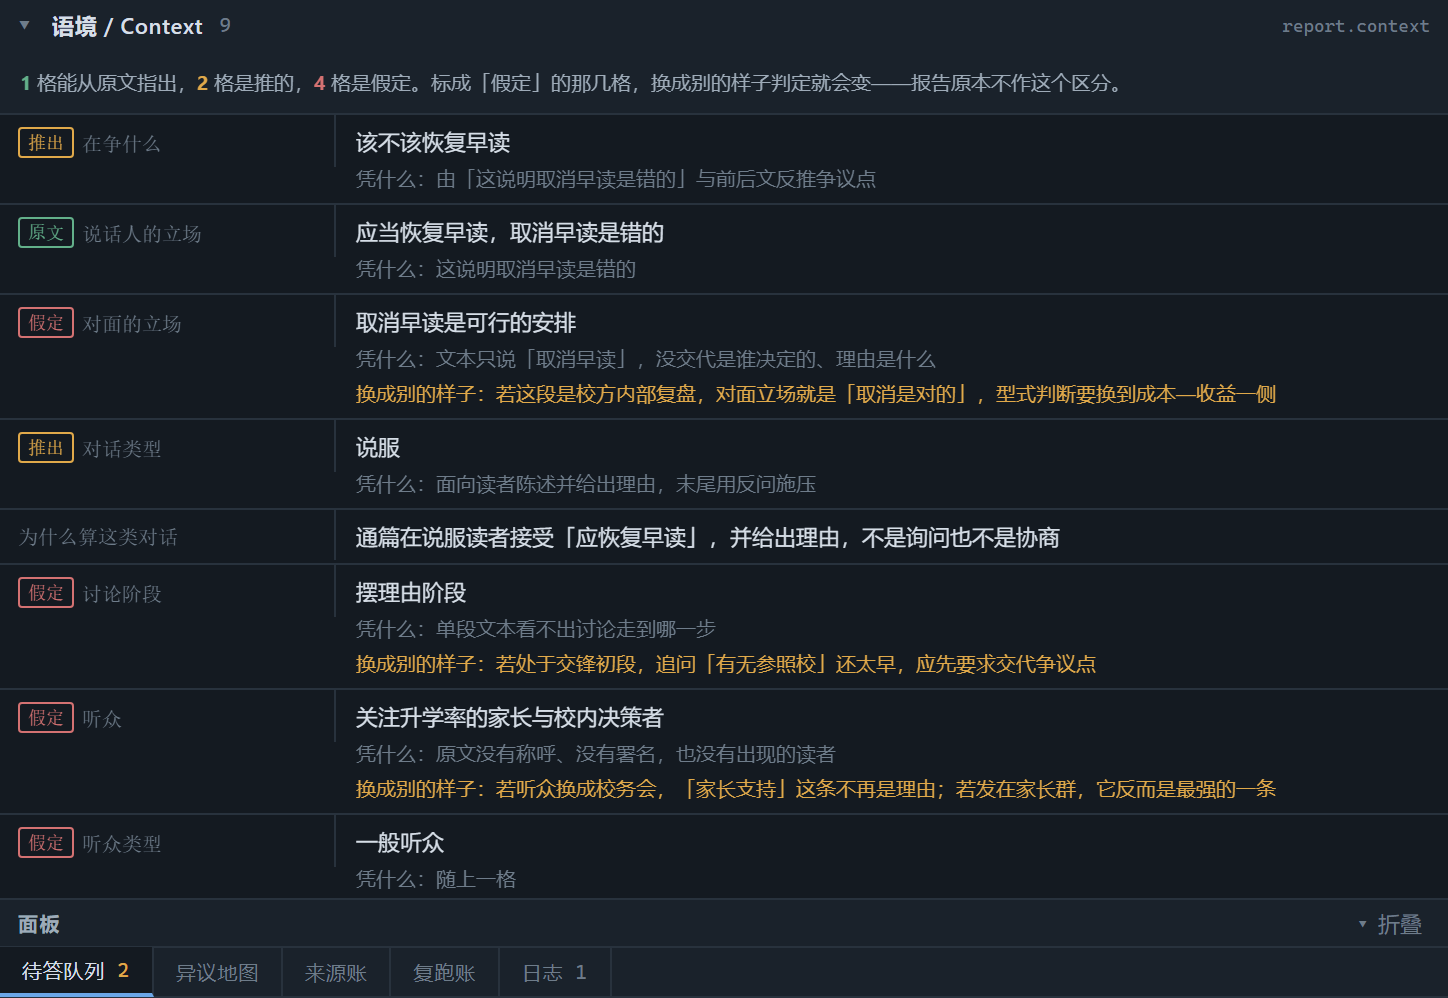 语境 / Context 9
report.context
1 格能从原文指出，2 格是推的，4 格是假定。标成「假定」的那几格，换成别的样子判定就会变——报告原本不作这个区分。
推出 在争什么
该不该恢复早读
凭什么：由「这说明取消早读是错的」与前后文反推争议点
原文 说话人的立场
应当恢复早读，取消早读是错的
凭什么：这说明取消早读是错的
假定 对面的立场
取消早读是可行的安排
凭什么：文本只说「取消早读」，没交代是谁决定的、理由是什么
换成别的样子：若这段是校方内部复盘，对面立场就是「取消是对的」，型式判断要换到成本—收益一侧
推出 对话类型
说服
凭什么：面向读者陈述并给出理由，末尾用反问施压
为什么算这类对话
通篇在说服读者接受「应恢复早读」，并给出理由，不是询问也不是协商
假定 讨论阶段
摆理由阶段
凭什么：单段文本看不出讨论走到哪一步
换成别的样子：若处于交锋初段，追问「有无参照校」还太早，应先要求交代争议点
假定 听众
关注升学率的家长与校内决策者
凭什么：原文没有称呼、没有署名，也没有出现的读者
换成别的样子：若听众换成校务会，「家长支持」这条不再是理由；若发在家长群，它反而是最强的一条
假定 听众类型
一般听众
凭什么：随上一格
面板
折叠
待答队列 2
异议地图
来源账
复跑账
日志 1